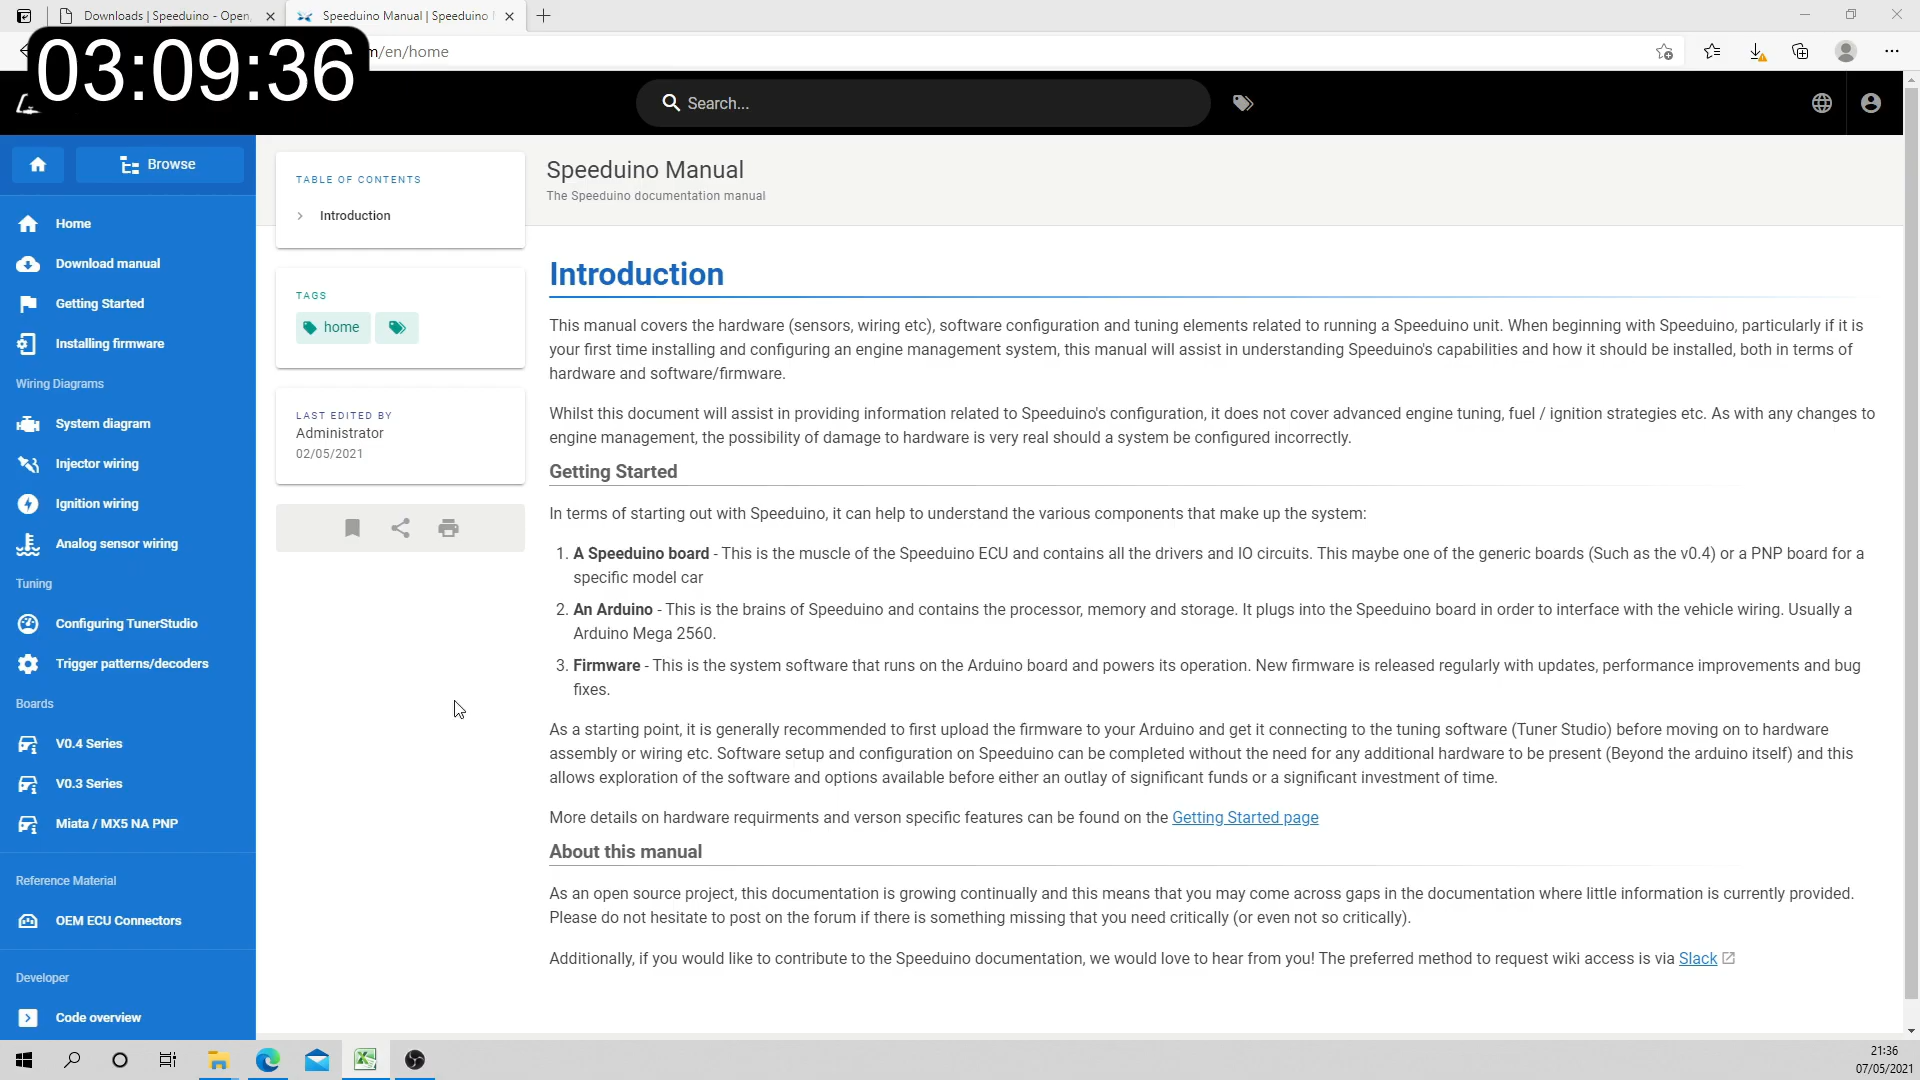 Downloads | Speeduino - Open
Speeduino Manual | Speeduino
03:09:36
m/en/home
Search...
Browse
Home
Download manual
Getting Started
Installing firmware
Wiring Diagrams
System diagram
Injector wiring
Ignition wiring
Analog sensor wiring
Tuning
Configuring TunerStudio
Trigger patterns/decoders
Boards
V0.4 Series
V0.3 Series
Miata / MX5 NA PNP
Reference Material
OEM ECU Connectors
Developer
Code overview
TABLE OF CONTENTS
Introduction
TAGS
home
LAST EDITED BY
Administrator
02/05/2021
Speeduino Manual
The Speeduino documentation manual
Introduction
This manual covers the hardware (sensors, wiring etc), software configuration and tuning elements related to running a Speeduino unit. When beginning with Speeduino, particularly if it is
your first time installing and configuring an engine management system, this manual will assist in understanding Speeduino's capabilities and how it should be installed, both in terms of
hardware and software/firmware.
Whilst this document will assist in providing information related to Speeduino's configuration, it does not cover advanced engine tuning, fuel / ignition strategies etc. As with any changes to
engine management, the possibility of damage to hardware is very real should a system be configured incorrectly.
Getting Started
In terms of starting out with Speeduino, it can help to understand the various components that make up the system:
1. A Speeduino board - This is the muscle of the Speeduino ECU and contains all the drivers and IO circuits. This maybe one of the generic boards (Such as the v0.4) or a PNP board for a
specific model car
2. An Arduino - This is the brains of Speeduino and contains the processor, memory and storage. It plugs into the Speeduino board in order to interface with the vehicle wiring. Usually a
Arduino Mega 2560.
3. Firmware - This is the system software that runs on the Arduino board and powers its operation. New firmware is released regularly with updates, performance improvements and bug
fixes.
As a starting point, it is generally recommended to first upload the firmware to your Arduino and get it connecting to the tuning software (Tuner Studio) before moving on to hardware
assembly or wiring etc. Software setup and configuration on Speeduino can be completed without the need for any additional hardware to be present (Beyond the arduino itself) and this
allows exploration of the software and options available before either an outlay of significant funds or a significant investment of time.
More details on hardware requirments and verson specific features can be found on the Getting Started page
About this manual
As an open source project, this documentation is growing continually and this means that you may come across gaps in the documentation where little information is currently provided.
Please do not hesitate to post on the forum if there is something missing that you need critically (or even not so critically).
Additionally, if you would like to contribute to the Speeduino documentation, we would love to hear from you! The preferred method to request wiki access is via Slack
21:36
07/05/2021